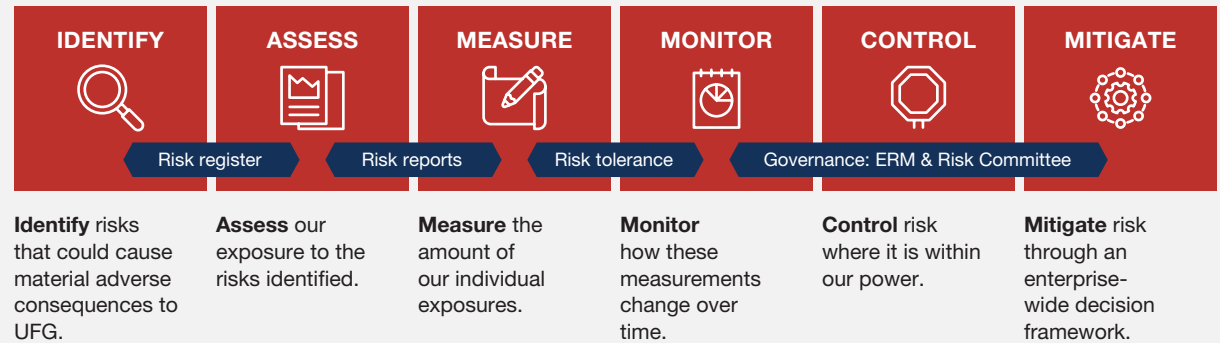 IDENTIFY
ASSESS
MEASURE
MONITOR
CONTROL
MITIGATE
Risk register
Risk reports
Risk tolerance
Governance: ERM & Risk Committee
Identify risks
that could cause
material adverse
consequences to
UFG.
Assess our
exposure to the
risks identified.
Measure the
amount of
our individual
exposures.
Monitor
how these
measurements
change over
time.
Control risk
where it is within
our power.
Mitigate risk
through an
enterprise-
wide decision
framework.